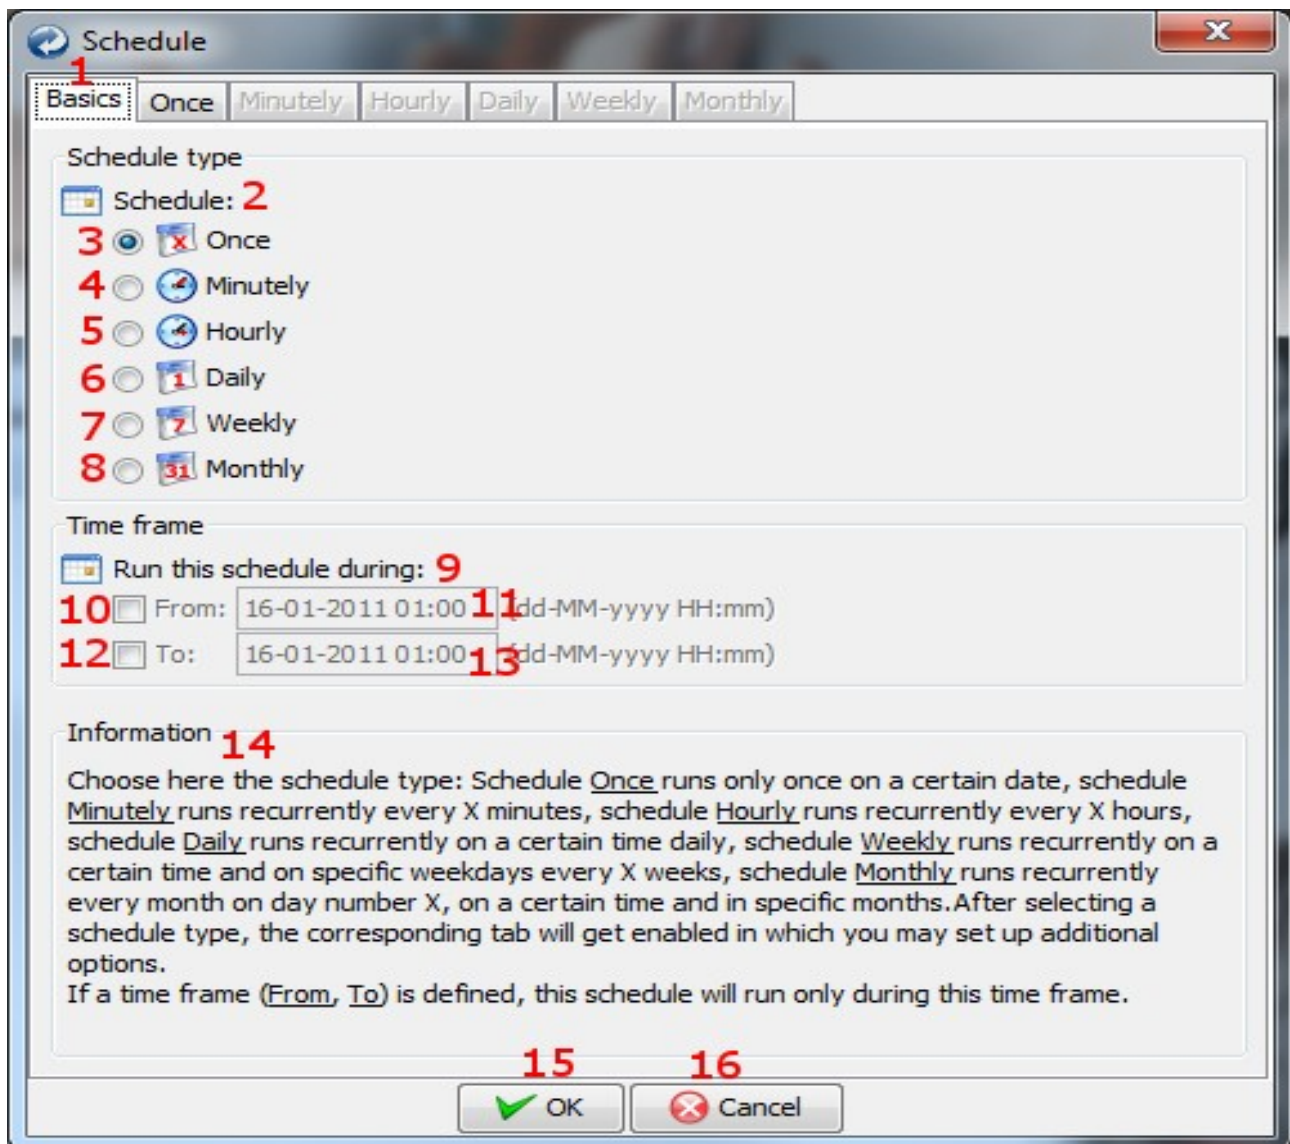 Schedule
1
Basics Once Minutely Hourly Daily Weekly Monthly
Schedule type
Schedule: 2
3 X Once
4 Minutely
5 Hourly
6 1 Daily
7 7 Weekly
8 31 Monthly
Time frame
Run this schedule during: 9
10 From: 16-01-2011 01:00 11 (dd-MM-yyyy HH:mm)
12 To: 16-01-2011 01:00 13 (dd-MM-yyyy HH:mm)
Information 14
Choose here the schedule type: Schedule Once runs only once on a certain date, schedule
Minutely runs recurrently every X minutes, schedule Hourly runs recurrently every X hours,
schedule Daily runs recurrently on a certain time daily, schedule Weekly runs recurrently on a
certain time and on specific weekdays every X weeks, schedule Monthly runs recurrently
every month on day number X, on a certain time and in specific months.After selecting a
schedule type, the corresponding tab will get enabled in which you may set up additional
options.
If a time frame (From, To) is defined, this schedule will run only during this time frame.
15 16
OK Cancel